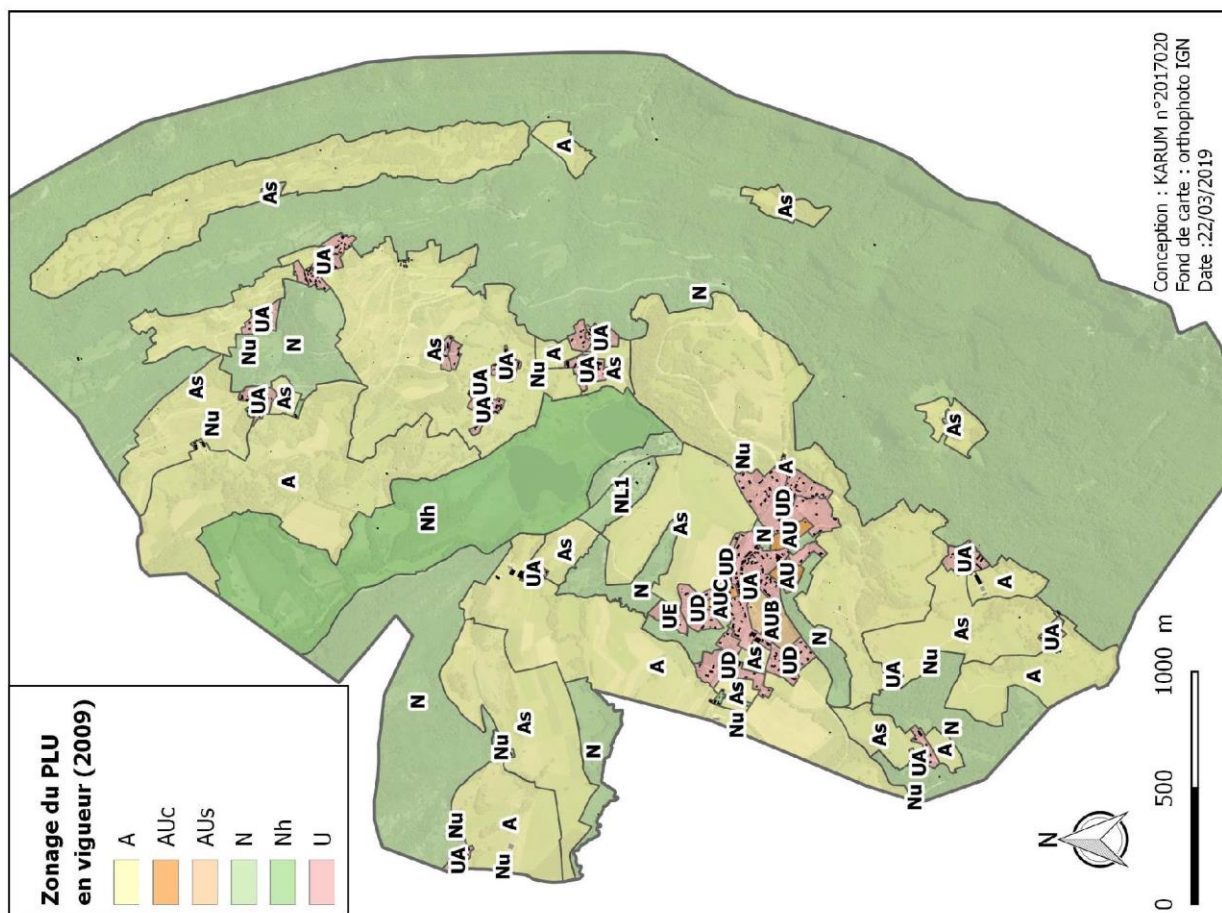 Zonage du PLU
en vigueur (2009)
A
AUc
AUs
N
Nh
U
UA
Nu
Nu
A
N
Nu
As
N
Nh
A
Nu
As
UA
As
Nu
UA
N
UA
As
As
UA
UA
UA
Nu
A
UA
As
UA
A
UA
As
NL1
As
N
UE
UD
AUC
UD
UA
AUB
A
UD
As
As
Nu
UD
N
AU
AU
N
UD
A
Nu
N
As
As
UA
A
As
UA
A
Nu
UA
As
N
A
UA
Nu
N
0 500 1000 m
Conception : KARUM n°2017020
Fond de carte : orthophoto IGN
Date :22/03/2019